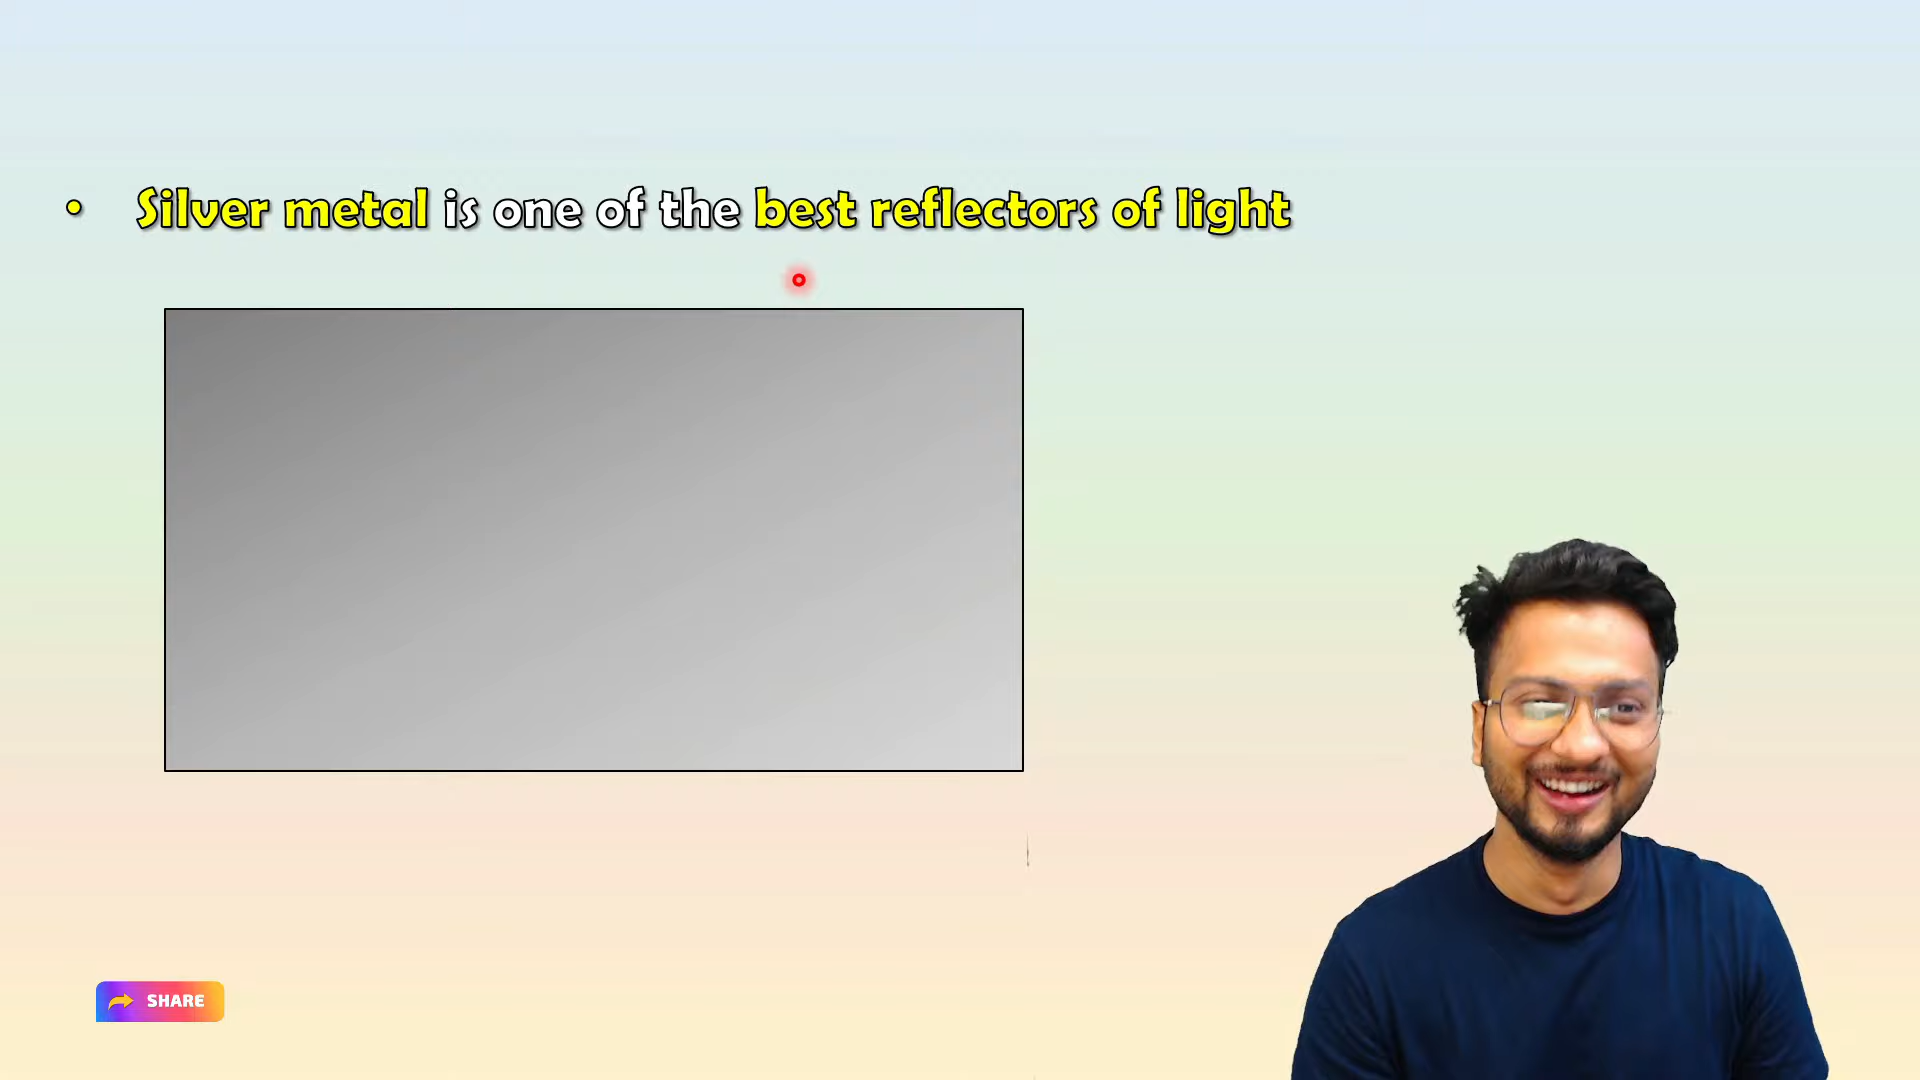 • Silver metal is one of the best reflectors of light
SHARE